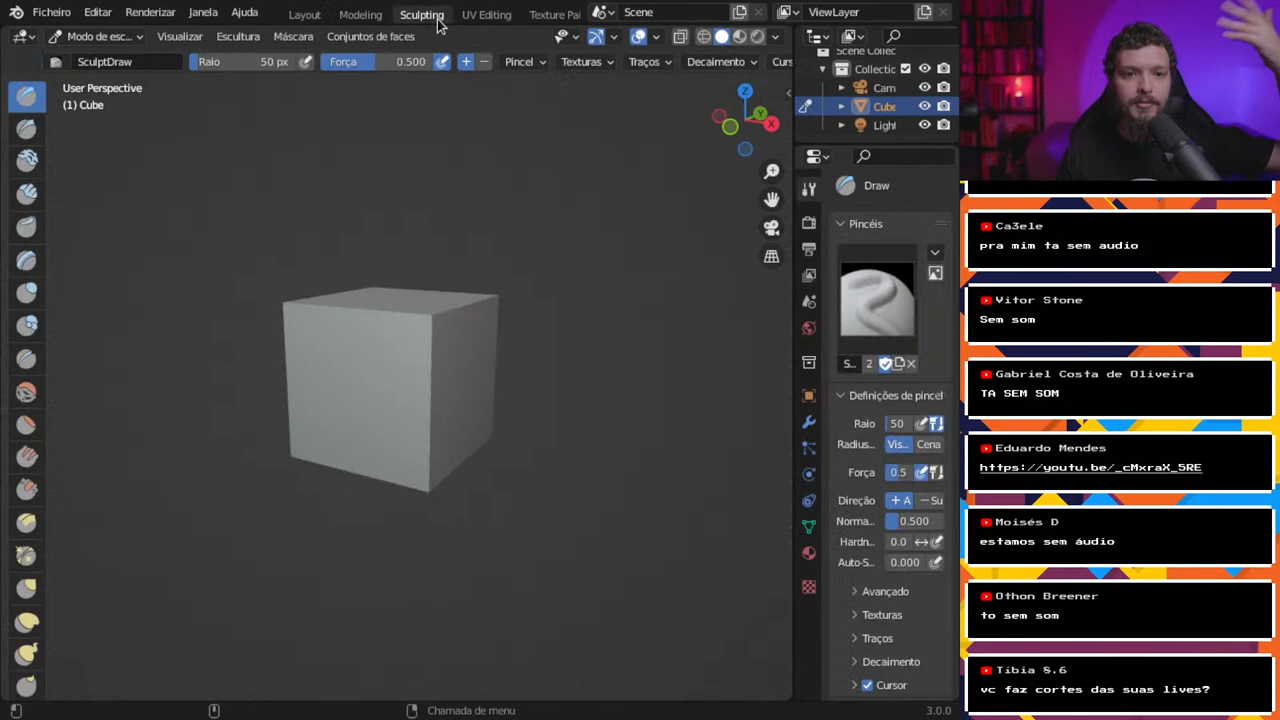 Ficheiro Editar Renderizar Janela Ajuda Layout Modeling Sculpting UV Editing Texture Pai Scene ViewLayer
Modo de esc... Visualizar Escultura Máscara Conjuntos de faces
SculptDraw Raio 50 px Força 0.500 + − Pincel Texturas Traços Decaimento Curs
User Perspective
(1) Cube
Z
Y
X
Scene Collec
Collectic
Cam
Cube
Light
Draw
Pincéis
S... 2
Definições de pincel
Raio 50
Radius... Vis... Cena
Força 0.5
Direção + A − Su
Norma... 0.500
Hardn... 0.0
Auto-S... 0.000
Avançado
Texturas
Traços
Decaimento
Cursor
Chamada de menu
3.0.0
Ca3ele
pra mim ta sem audio
Vitor Stone
Sem som
Gabriel Costa de Oliveira
TA SEM SOM
Eduardo Mendes
https://youtu.be/_cMxraX_5RE
Moisés D
estamos sem áudio
Othon Breener
to sem som
Tibia 8.6
vc faz cortes das suas lives?